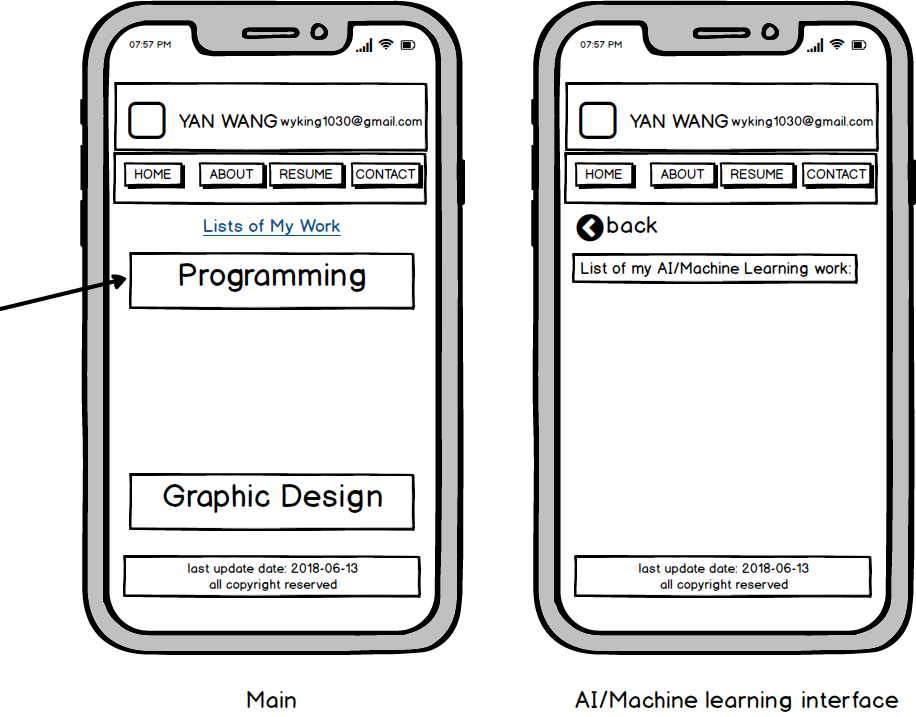 07:57 PM
YAN WANG wyking1030@gmail.com
HOME ABOUT RESUME CONTACT
Lists of My Work
Programming
Graphic Design
last update date: 2018-06-13
all copyright reserved
Main
07:57 PM
YAN WANG wyking1030@gmail.com
HOME ABOUT RESUME CONTACT
back
List of my AI/Machine Learning work:
last update date: 2018-06-13
all copyright reserved
AI/Machine learning interface